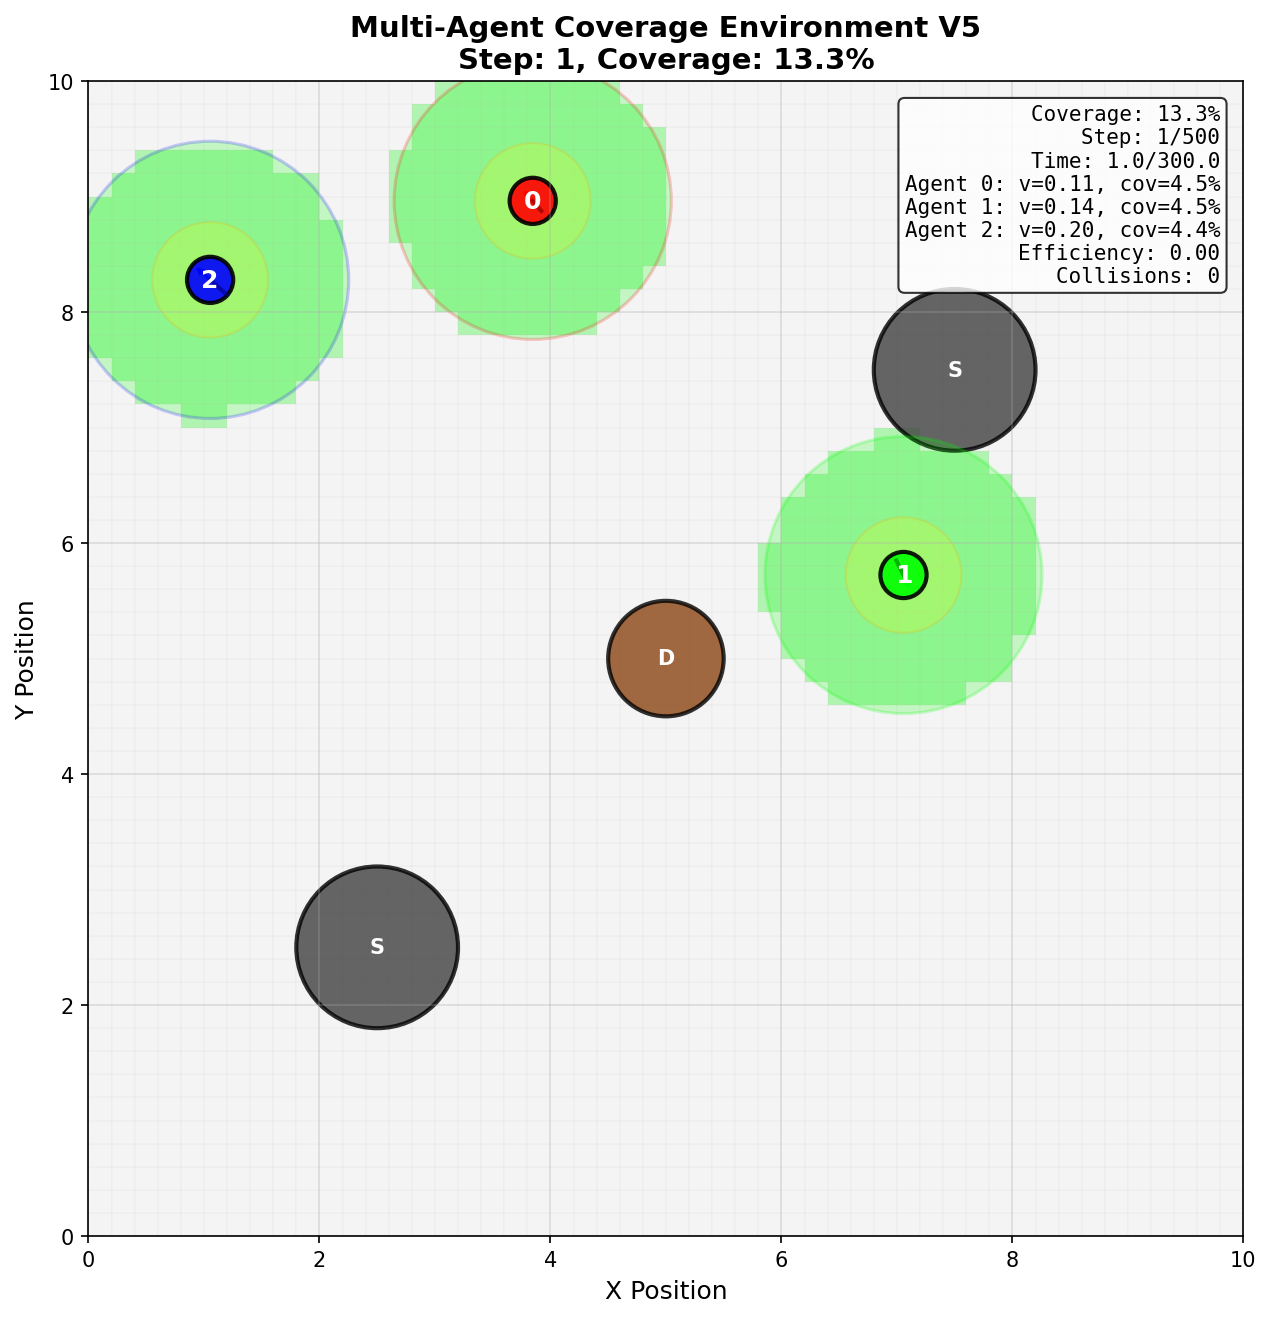 Multi-Agent Coverage Environment V5
Step: 1, Coverage: 13.3%
Coverage: 13.3%
Step: 1/500
Time: 1.0/300.0
Agent 0: v=0.11, cov=4.5%
Agent 1: v=0.14, cov=4.5%
Agent 2: v=0.20, cov=4.4%
Efficiency: 0.00
Collisions: 0
10
8
6
4
2
0
Y Position
0
2
S
1
D
S
0
2
4
6
8
10
X Position